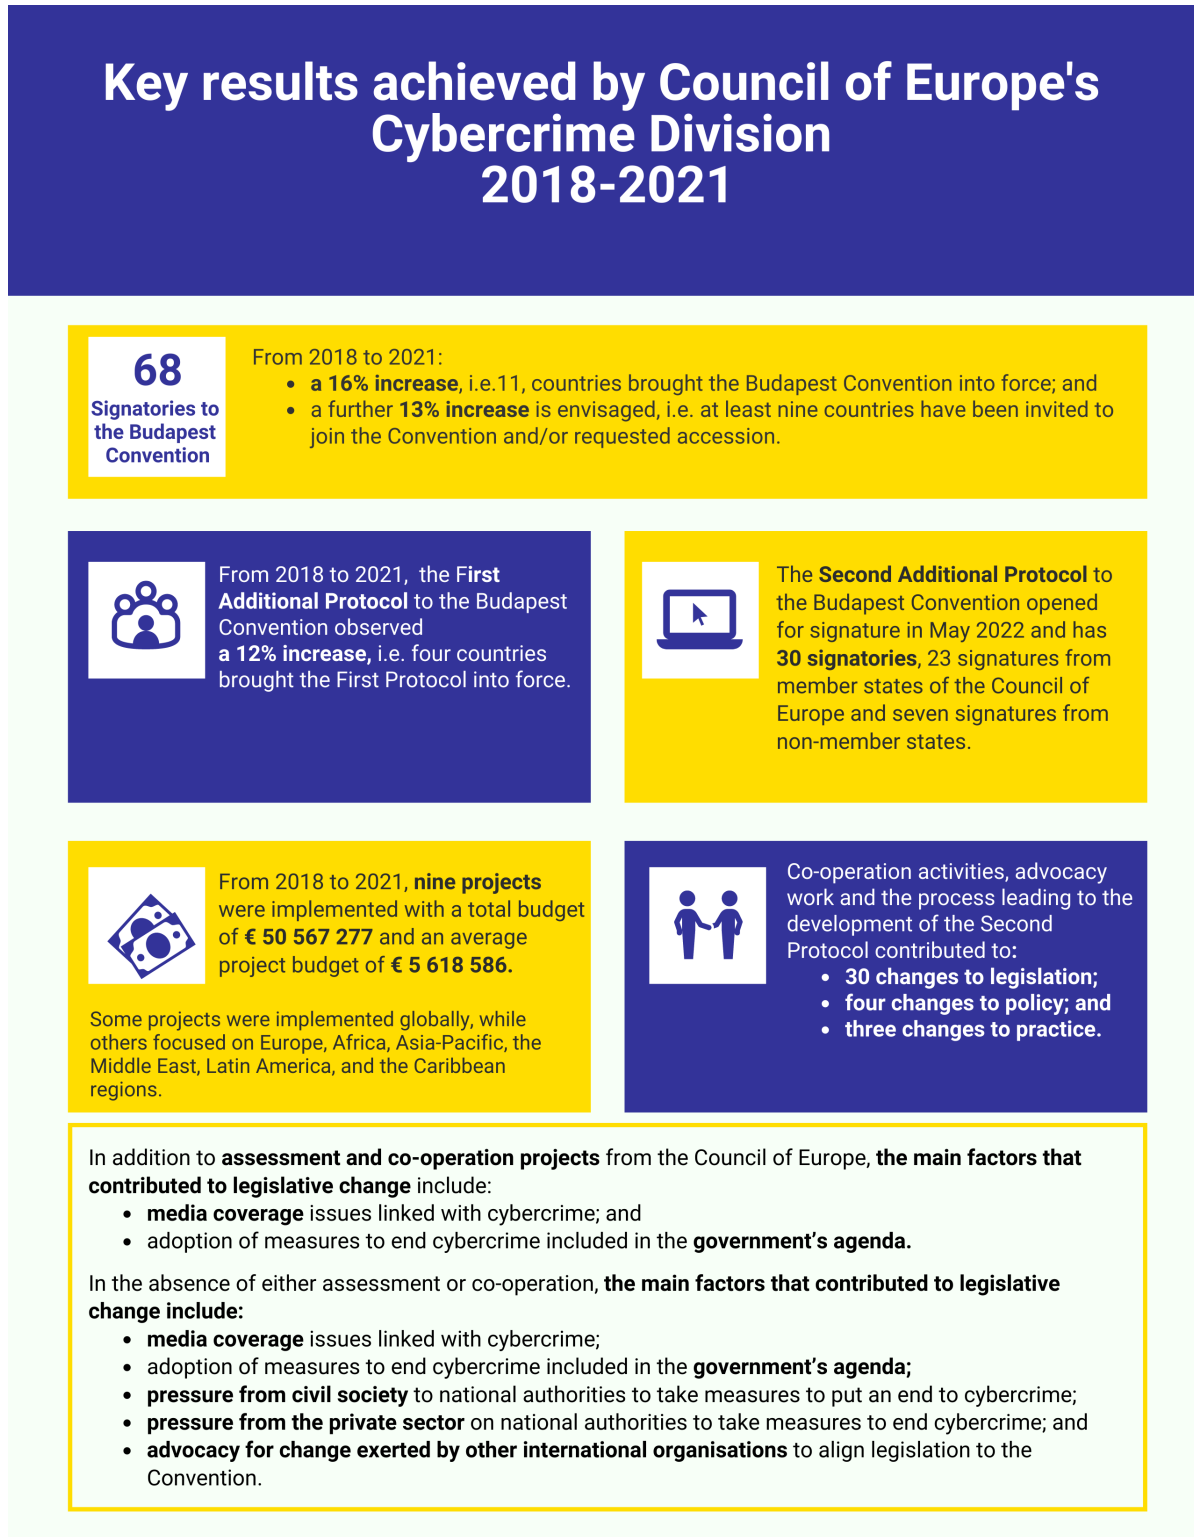 Key results achieved by Council of Europe's
Cybercrime Division
2018-2021
68
Signatories to
the Budapest
Convention
From 2018 to 2021:
• a 16% increase, i.e.11, countries brought the Budapest Convention into force; and
• a further 13% increase is envisaged, i.e. at least nine countries have been invited to
join the Convention and/or requested accession.
From 2018 to 2021,  the First
Additional Protocol to the Budapest
Convention observed
a 12% increase, i.e. four countries
brought the First Protocol into force.
The Second Additional Protocol to
the Budapest Convention opened
for signature in May 2022 and has
30 signatories, 23 signatures from
member states of the Council of
Europe and seven signatures from
non-member states.
From 2018 to 2021, nine projects
were implemented with a total budget
of € 50 567 277 and an average
project budget of € 5 618 586.
Some projects were implemented globally, while
others focused on Europe, Africa, Asia-Pacific, the
Middle East, Latin America, and the Caribbean
regions.
Co-operation activities, advocacy
work and the process leading to the
development of the Second
Protocol contributed to:
• 30 changes to legislation;
• four changes to policy; and
• three changes to practice.
In addition to assessment and co-operation projects from the Council of Europe, the main factors that
contributed to legislative change include:
• media coverage issues linked with cybercrime; and
• adoption of measures to end cybercrime included in the government's agenda.
In the absence of either assessment or co-operation, the main factors that contributed to legislative
change include:
• media coverage issues linked with cybercrime;
• adoption of measures to end cybercrime included in the government's agenda;
• pressure from civil society to national authorities to take measures to put an end to cybercrime;
• pressure from the private sector on national authorities to take measures to end cybercrime; and
• advocacy for change exerted by other international organisations to align legislation to the
Convention.